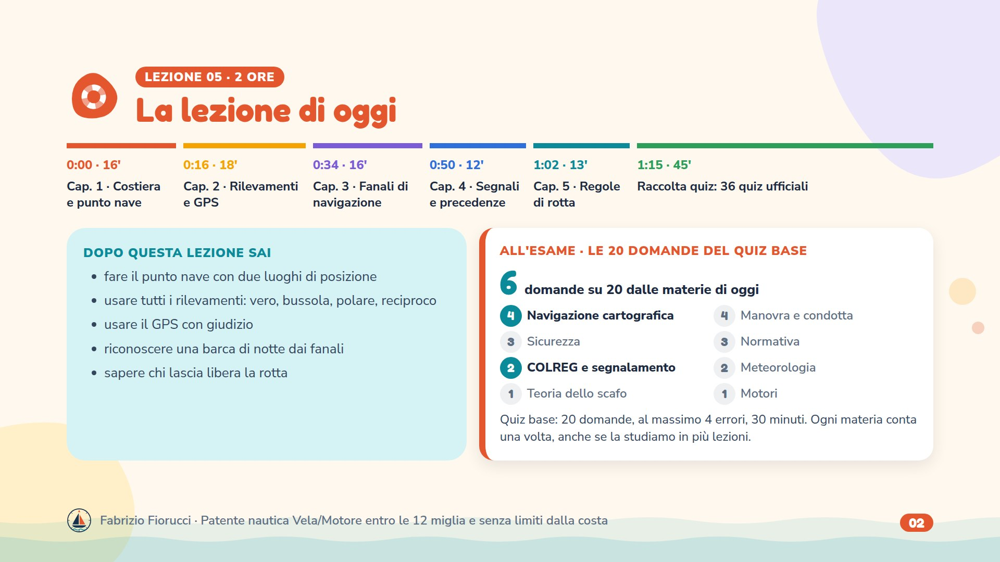 LEZIONE 05 · 2 ORE
La lezione di oggi
0:00 · 16'
Cap. 1 · Costiera
e punto nave
0:16 · 18'
Cap. 2 · Rilevamenti
e GPS
0:34 · 16'
Cap. 3 · Fanali di
navigazione
0:50 · 12'
Cap. 4 · Segnali
e precedenze
1:02 · 13'
Cap. 5 · Regole
di rotta
1:15 · 45'
Raccolta quiz: 36 quiz ufficiali
DOPO QUESTA LEZIONE SAI
• fare il punto nave con due luoghi di posizione
• usare tutti i rilevamenti: vero, bussola, polare, reciproco
• usare il GPS con giudizio
• riconoscere una barca di notte dai fanali
• sapere chi lascia libera la rotta
ALL'ESAME · LE 20 DOMANDE DEL QUIZ BASE
6 domande su 20 dalle materie di oggi
4 Navigazione cartografica
4 Manovra e condotta
3 Sicurezza
3 Normativa
2 COLREG e segnalamento
2 Meteorologia
1 Teoria dello scafo
1 Motori
Quiz base: 20 domande, al massimo 4 errori, 30 minuti. Ogni materia conta
una volta, anche se la studiamo in più lezioni.
Fabrizio Fiorucci · Patente nautica Vela/Motore entro le 12 miglia e senza limiti dalla costa
02